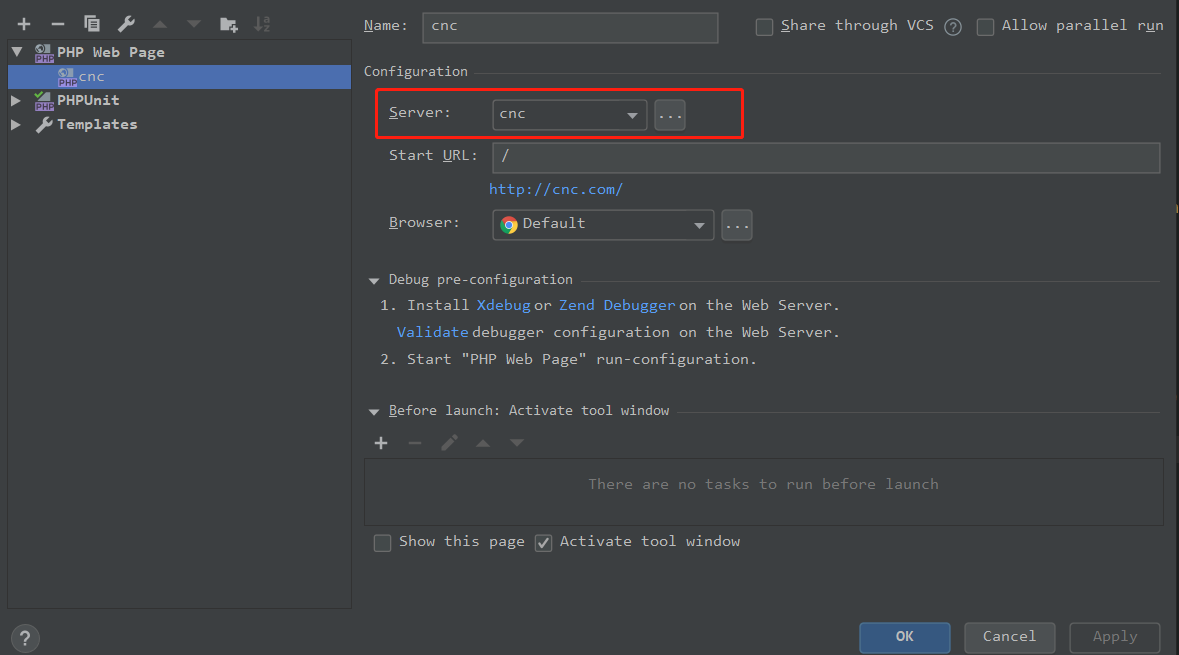 Name: cnc Share through VCS ? Allow parallel run
PHP Web Page
cnc
PHPUnit
Templates
Configuration
Server: cnc ...
Start URL: /
http://cnc.com/
Browser: Default ...
Debug pre-configuration
1. Install Xdebug or Zend Debugger on the Web Server.
Validate debugger configuration on the Web Server.
2. Start "PHP Web Page" run-configuration.
Before launch: Activate tool window
There are no tasks to run before launch
Show this page Activate tool window
? OK Cancel Apply